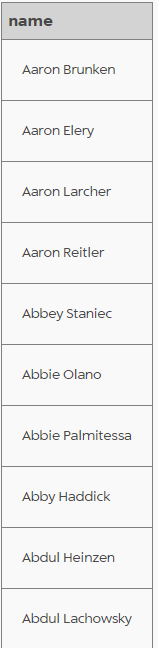 name
Aaron Brunken
Aaron Elery
Aaron Larcher
Aaron Reitler
Abbey Staniec
Abbie Olano
Abbie Palmitessa
Abby Haddick
Abdul Heinzen
Abdul Lachowsky